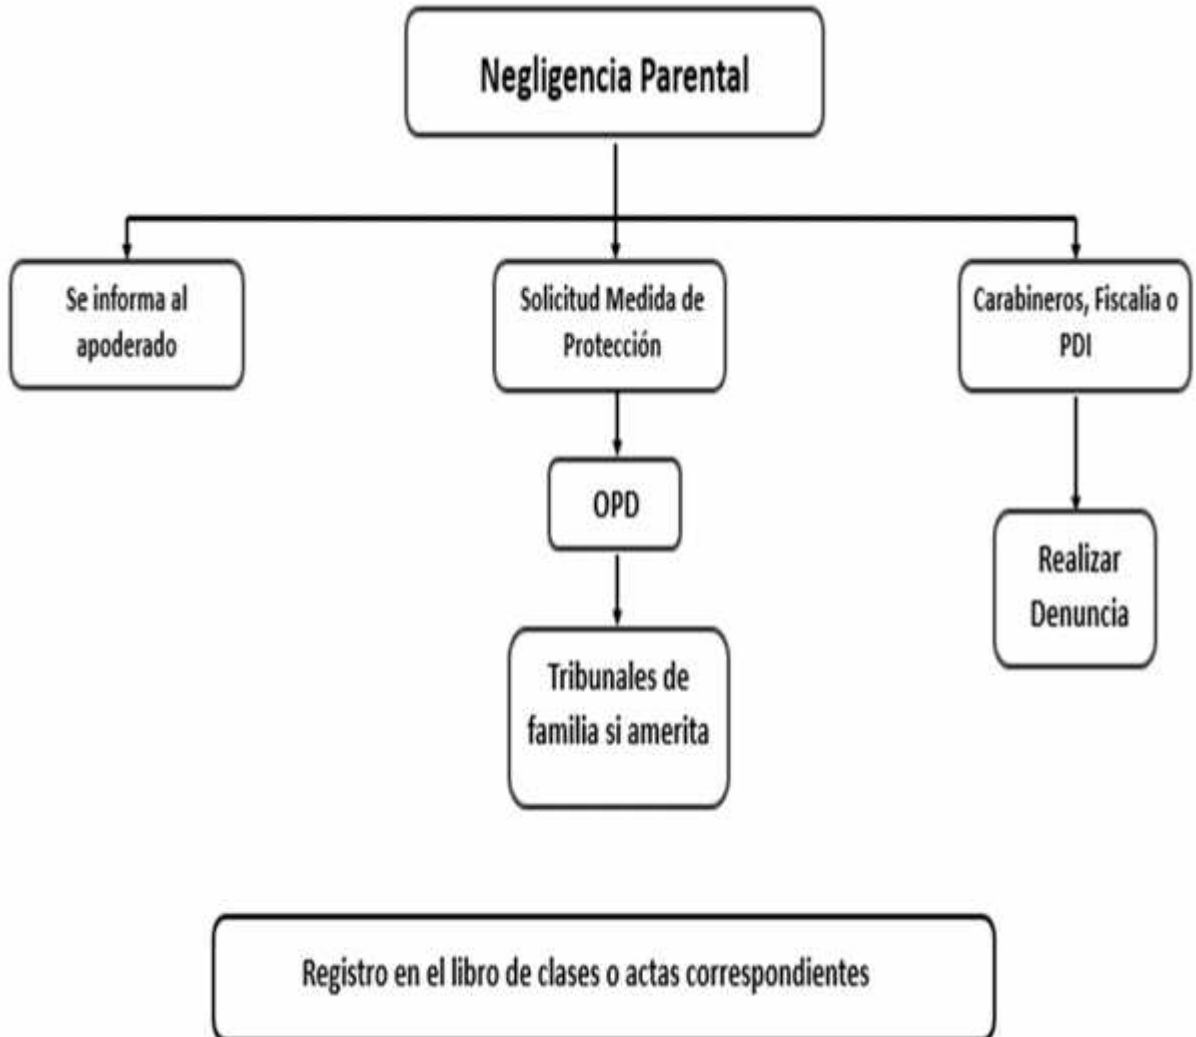 Negligencia Parental
Se informa al
apoderado
Solicitud Medida de
Protección
Carabineros, Fiscalía o
PDI
OPD
Realizar
Denuncia
Tribunales de
familia si amerita
Registro en el libro de clases o actas correspondientes